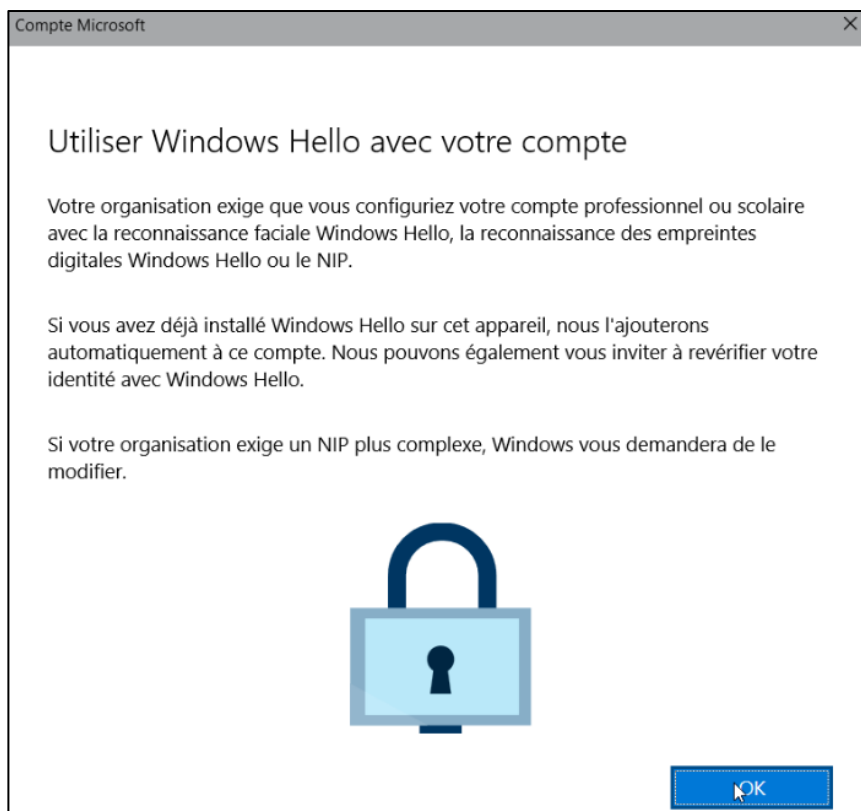 Compte Microsoft
Utiliser Windows Hello avec votre compte
Votre organisation exige que vous configuriez votre compte professionnel ou scolaire
avec la reconnaissance faciale Windows Hello, la reconnaissance des empreintes
digitales Windows Hello ou le NIP.
Si vous avez déjà installé Windows Hello sur cet appareil, nous l'ajouterons
automatiquement à ce compte. Nous pouvons également vous inviter à revérifier votre
identité avec Windows Hello.
Si votre organisation exige un NIP plus complexe, Windows vous demandera de le
modifier.
OK